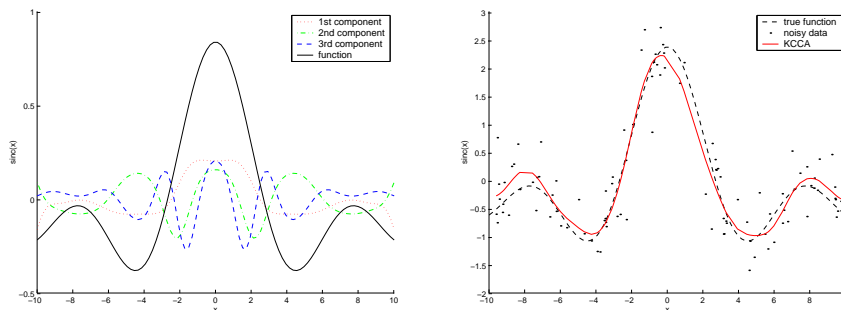 1
0.5
0
−0.5
sinc(x)
−10 −8 −6 −4 −2 0 2 4 6 8 10
x
1st component
2nd component
3rd component
function
3
2.5
2
1.5
1
0.5
0
−0.5
−1
−1.5
−2
sinc(x)
−10 −8 −6 −4 −2 0 2 4 6 8
x
true function
noisy data
KCCA